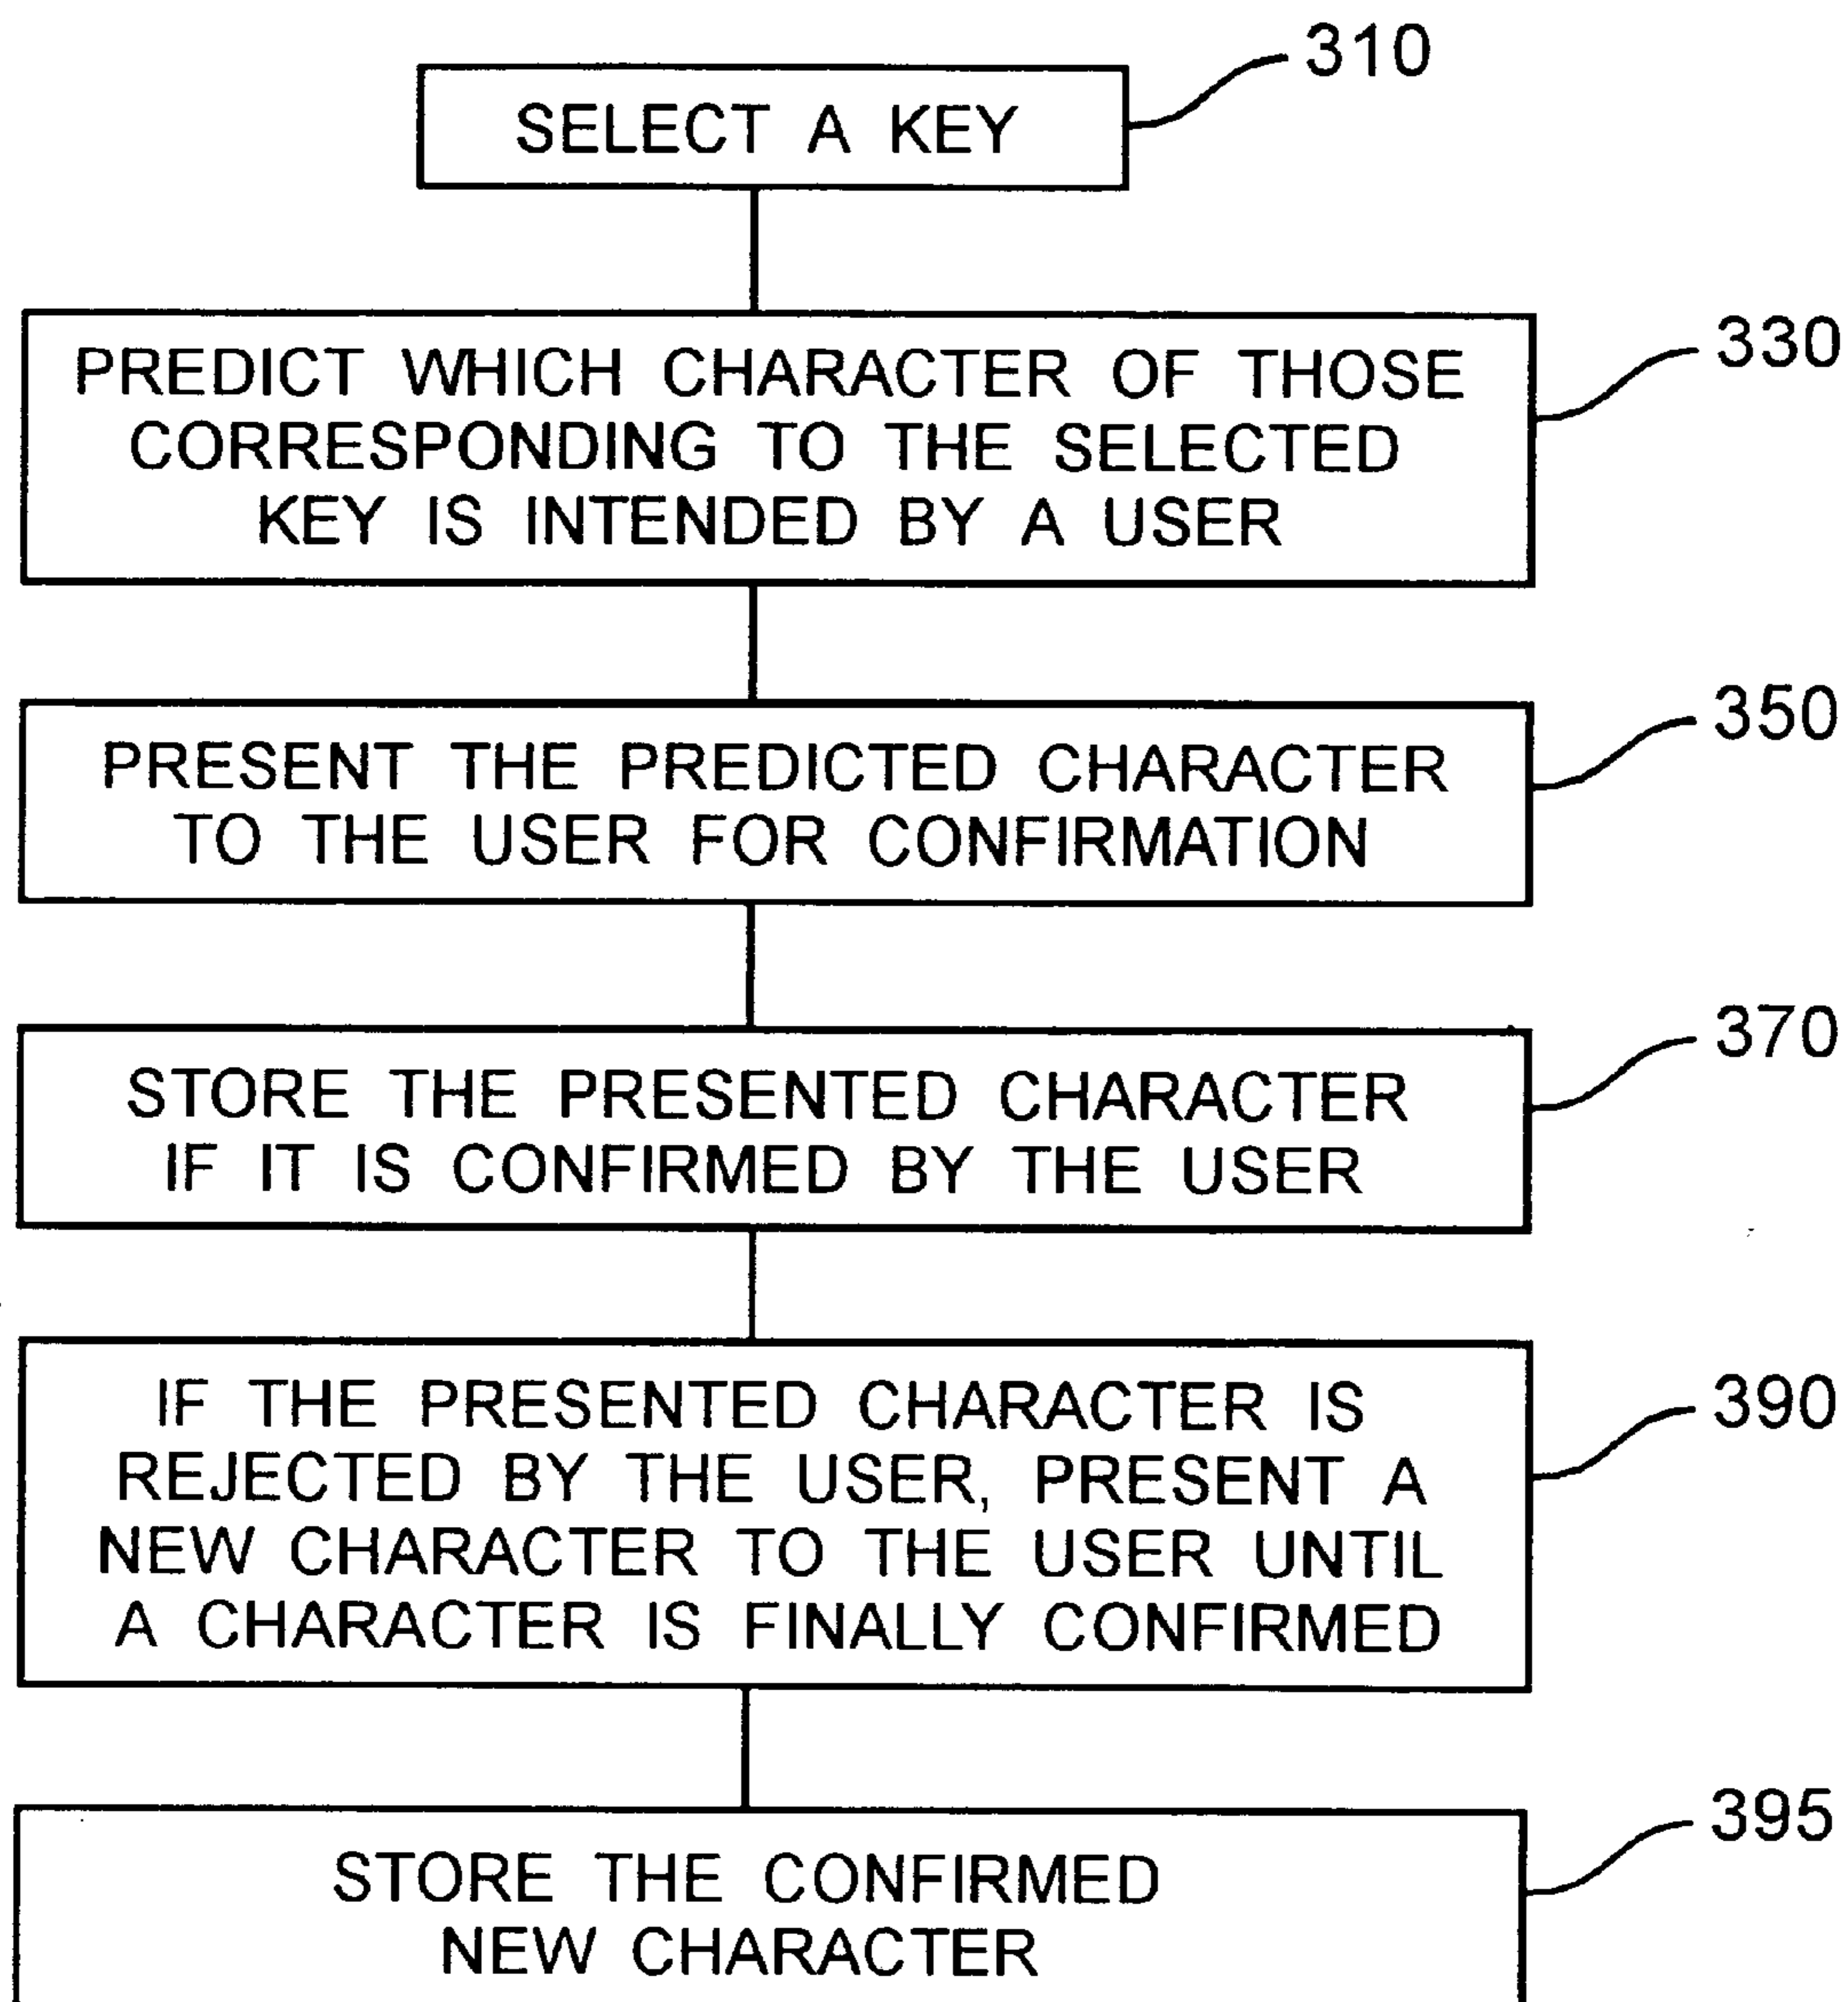 310
SELECT A KEY
330
PREDICT WHICH CHARACTER OF THOSE
CORRESPONDING TO THE SELECTED
KEY IS INTENDED BY A USER
350
PRESENT THE PREDICTED CHARACTER
TO THE USER FOR CONFIRMATION
370
STORE THE PRESENTED CHARACTER
IF IT IS CONFIRMED BY THE USER
390
IF THE PRESENTED CHARACTER IS
REJECTED BY THE USER, PRESENT A
NEW CHARACTER TO THE USER UNTIL
A CHARACTER IS FINALLY CONFIRMED
395
STORE THE CONFIRMED
NEW CHARACTER